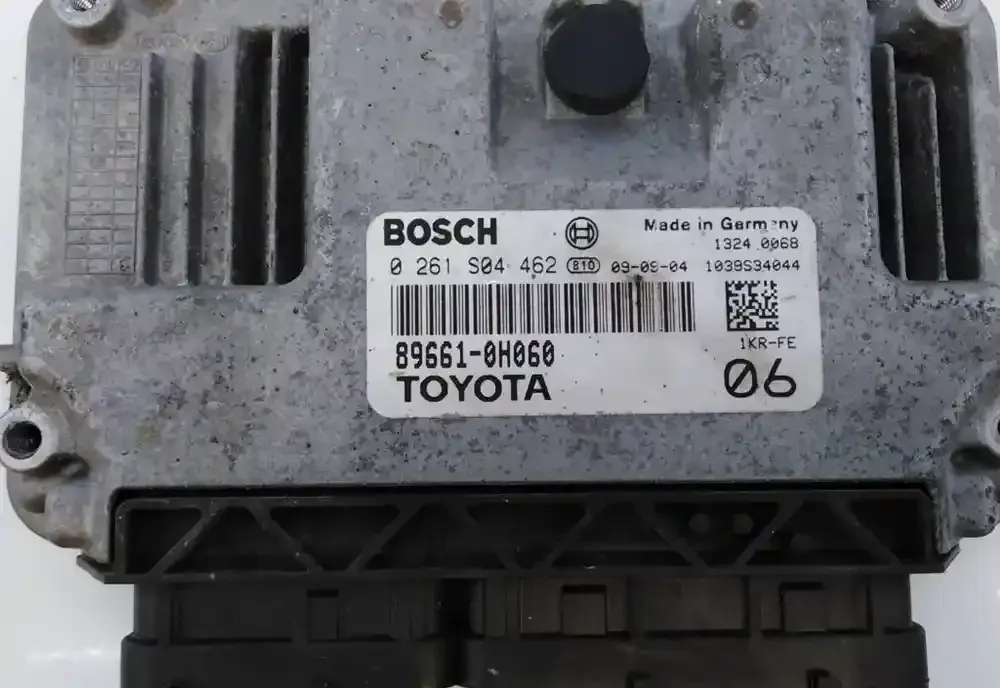 BOSCH Made in Germany
1324.0068
0 261 S04 462 810 09-09-04 1039S34044
1KR-FE
89661-0H060
TOYOTA 06